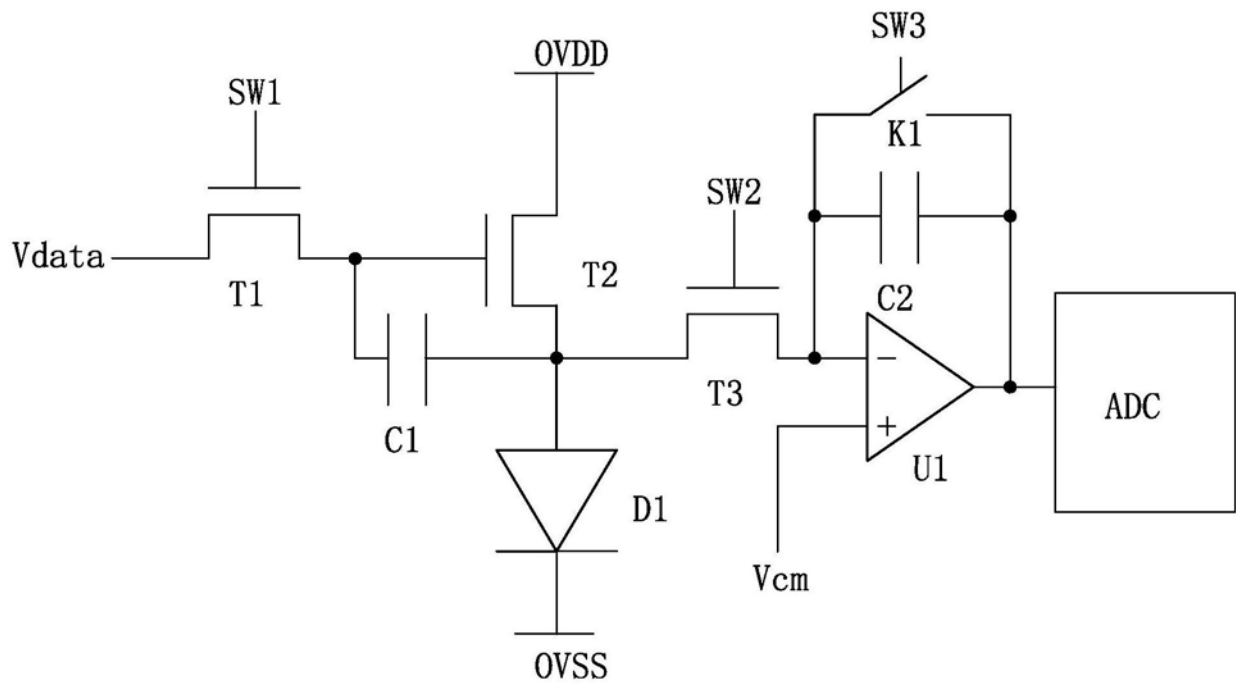 SW3
OVDD
SW1
K1
SW2
Vdata
T2
T1
C2
T3
ADC
C1
U1
D1
Vcm
OVSS